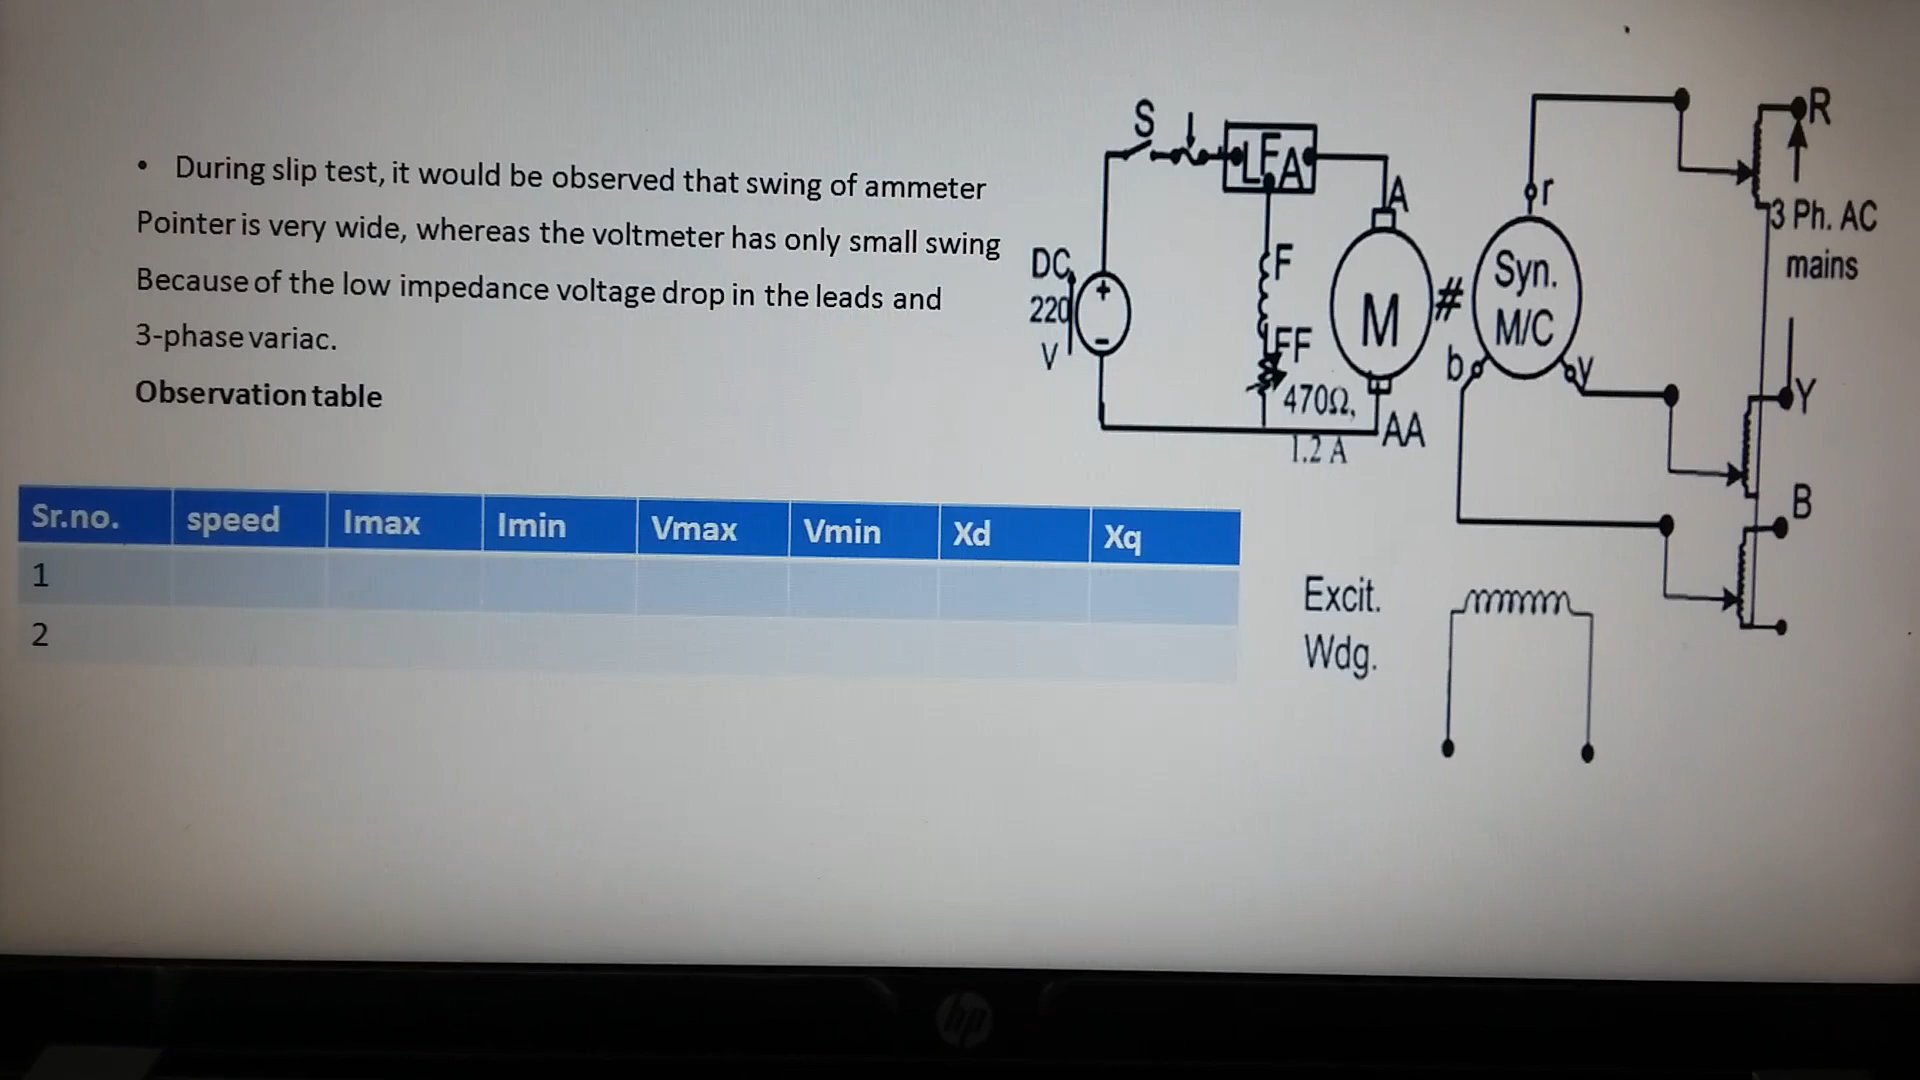 • During slip test, it would be observed that swing of ammeter
Pointer is very wide, whereas the voltmeter has only small swing
Because of the low impedance voltage drop in the leads and
3-phase variac.
Observation table
Sr.no. speed Imax Imin Vmax Vmin Xd Xq
1
2
S
L F A
A
DC
220
V
+
-
F
FF
470Ω,
1.2 A
M
AA
#
Syn.
M/C
r
b
y
R
3 Ph. AC
mains
Y
B
Excit.
Wdg.
hp